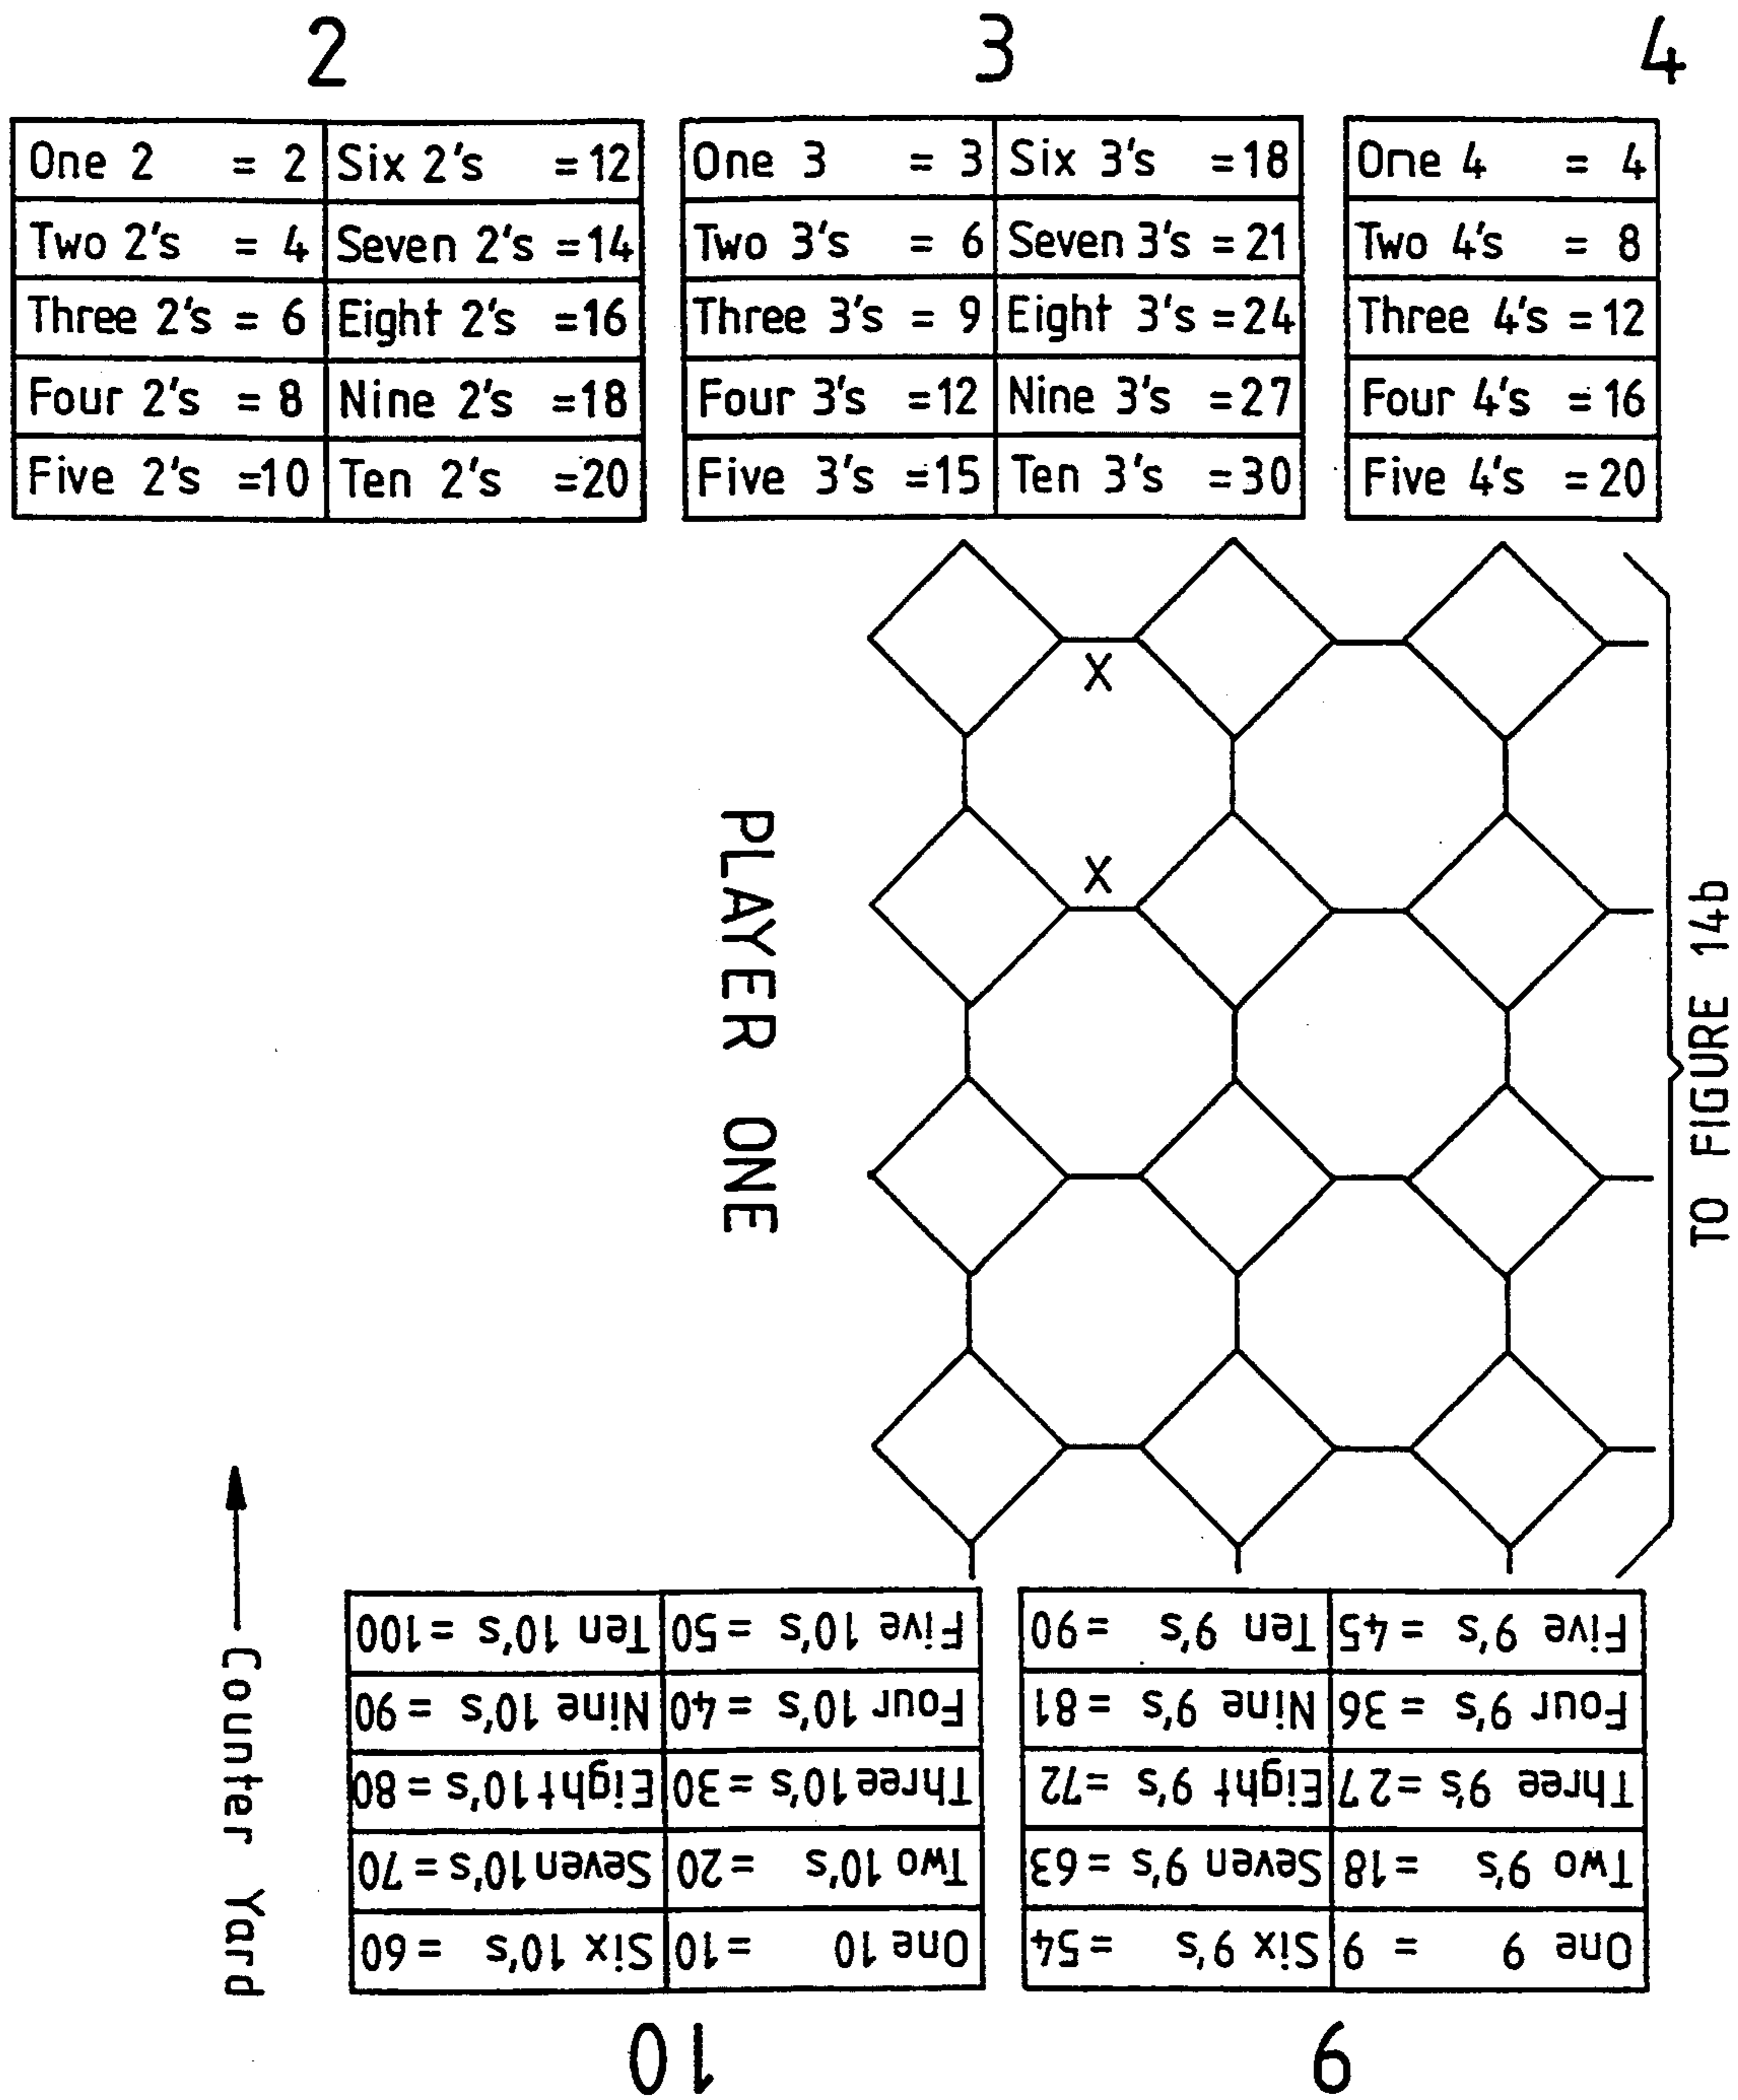 2
One 2 = 2 Six 2's =12
Two 2's = 4 Seven 2's =14
Three 2's = 6 Eight 2's =16
Four 2's = 8 Nine 2's =18
Five 2's =10 Ten 2's =20
3
One 3 = 3 Six 3's =18
Two 3's = 6 Seven 3's =21
Three 3's = 9 Eight 3's =24
Four 3's =12 Nine 3's =27
Five 3's =15 Ten 3's =30
4
One 4 = 4
Two 4's = 8
Three 4's =12
Four 4's =16
Five 4's =20
X
X
PLAYER ONE
TO FIGURE 14b
Counter Yard
9
One 9 = 9 Six 9's =54
Two 9's =18 Seven 9's =63
Three 9's =27 Eight 9's =72
Four 9's =36 Nine 9's =81
Five 9's =45 Ten 9's =90
10
One 10 =10 Six 10's =60
Two 10's =20 Seven 10's =70
Three 10's =30 Eight 10's =80
Four 10's =40 Nine 10's =90
Five 10's =50 Ten 10's =100